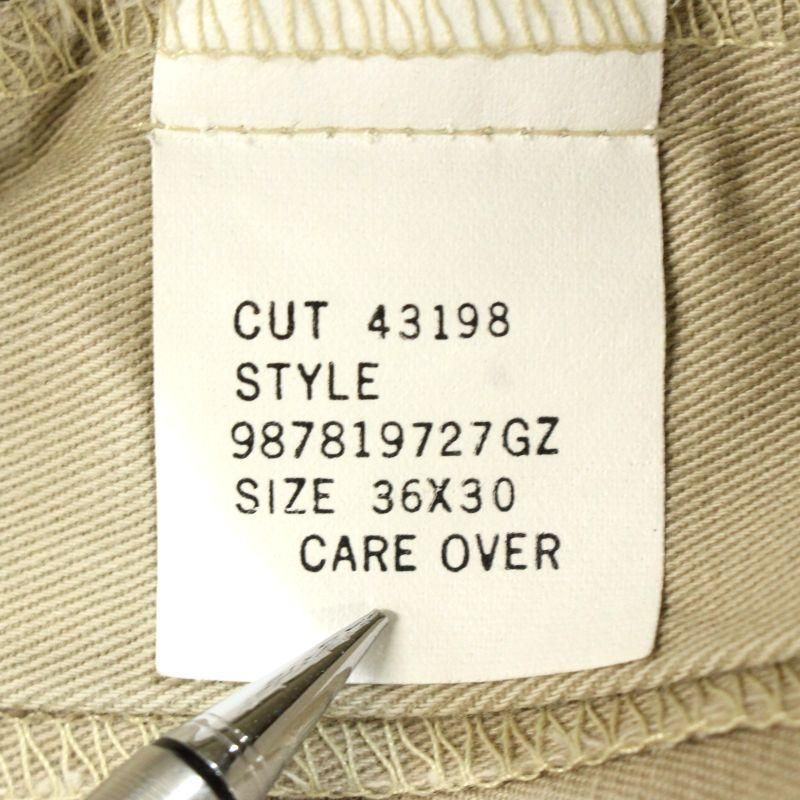 CUT 43198
STYLE
987819727GZ
SIZE 36X30
CARE OVER